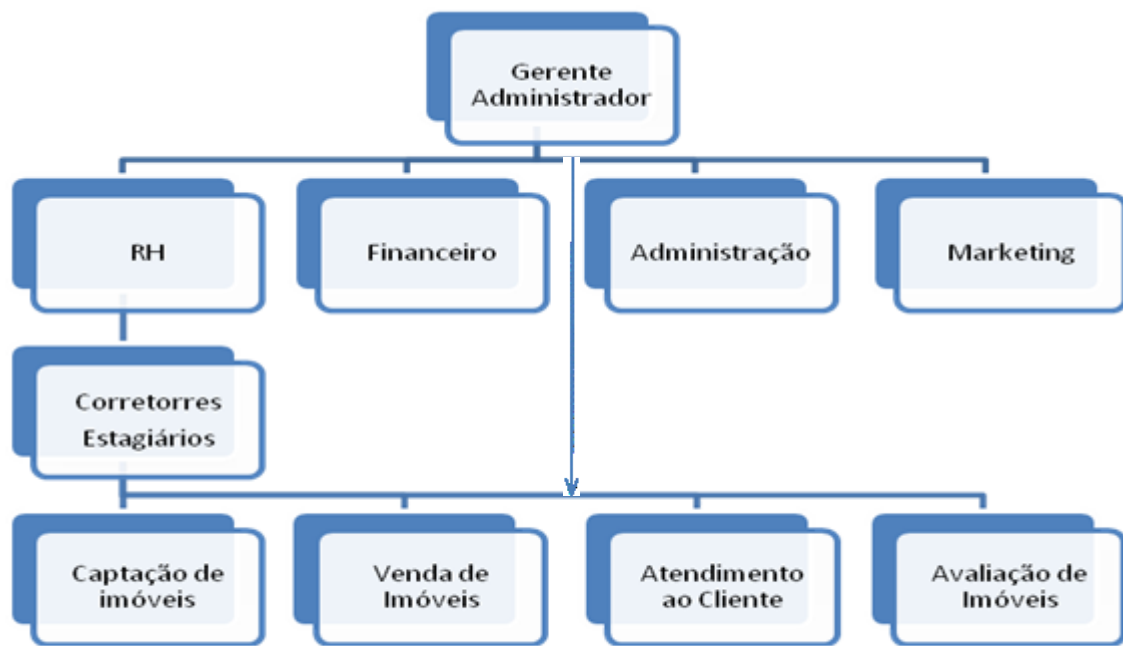 Gerente
Administrador
RH
Financeiro
Administração
Marketing
Corretorres
Estagiários
Captação de
imóveis
Venda de
Imóveis
Atendimento
ao Cliente
Avaliação de
Imóveis